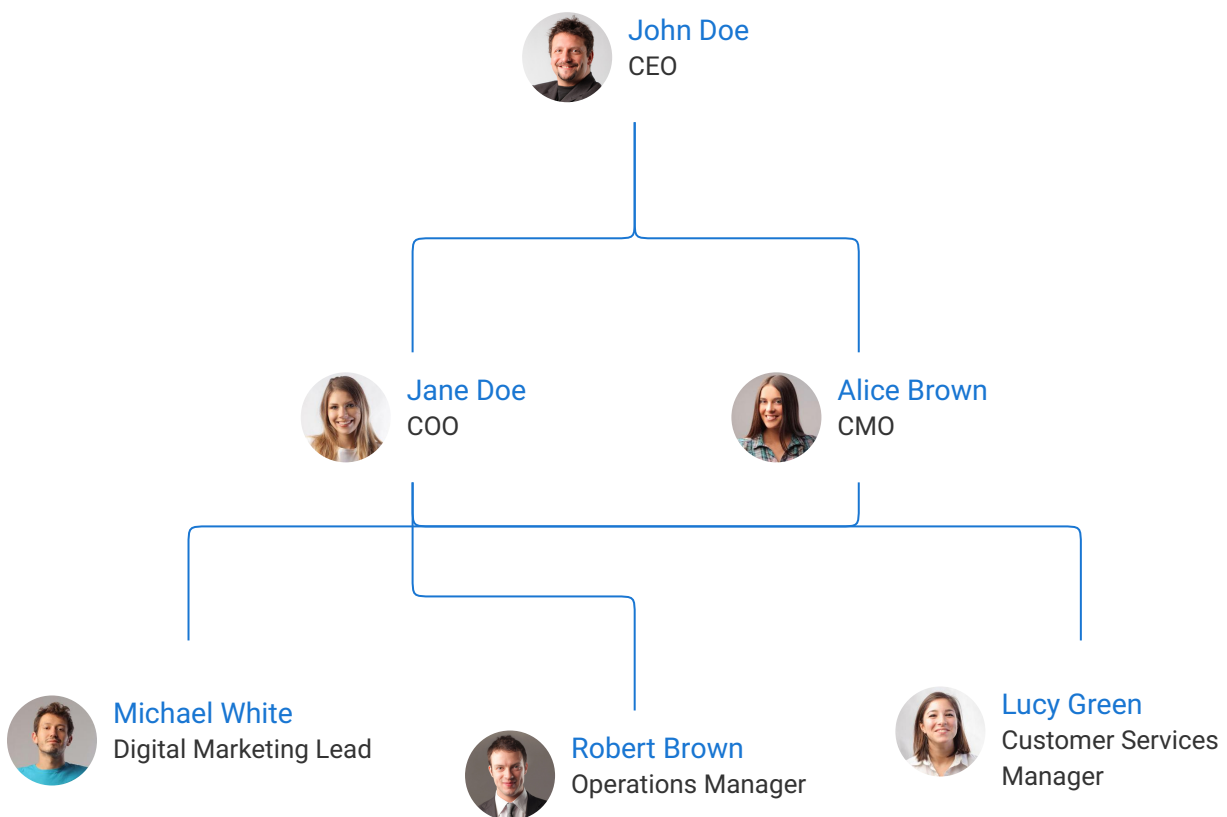 John Doe
CEO
Jane Doe
COO
Alice Brown
CMO
Michael White
Digital Marketing Lead
Robert Brown
Operations Manager
Lucy Green
Customer Services
Manager